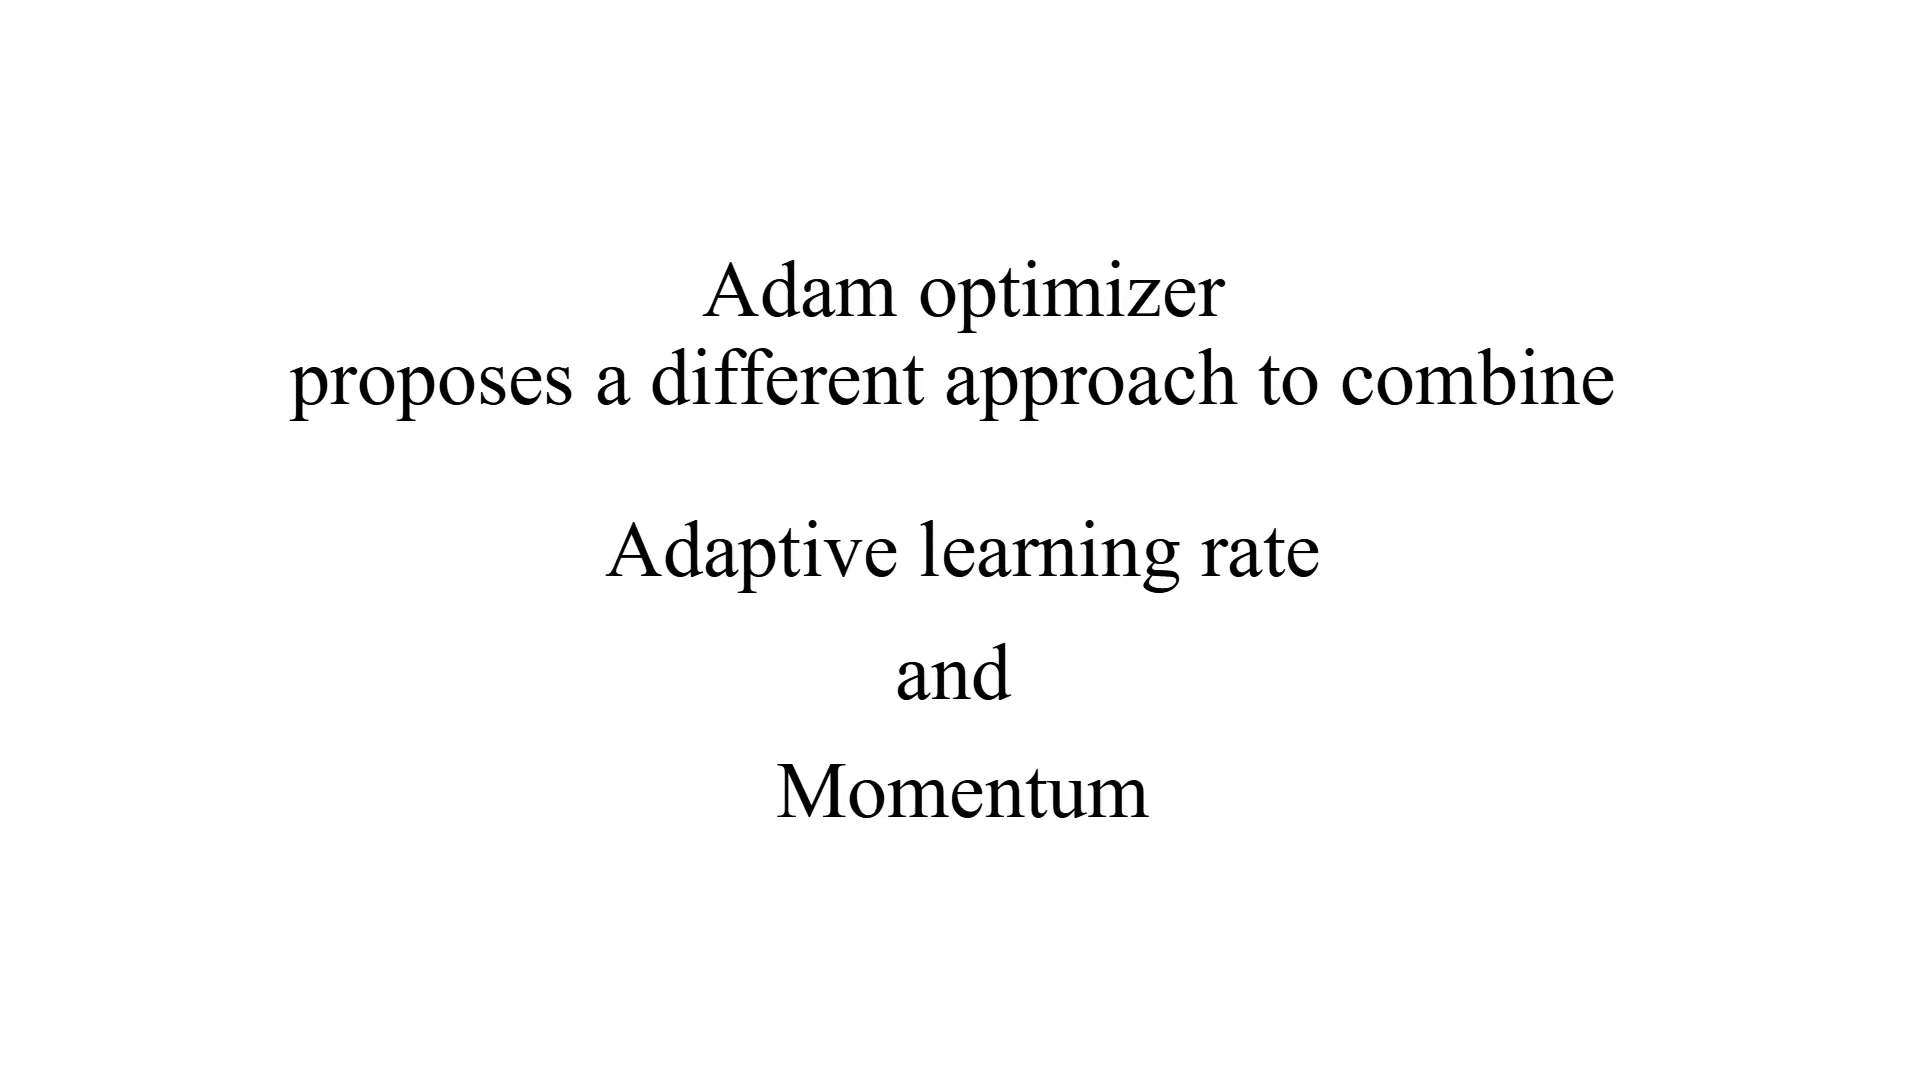 Adam optimizer
proposes a different approach to combine
Adaptive learning rate
and
Momentum